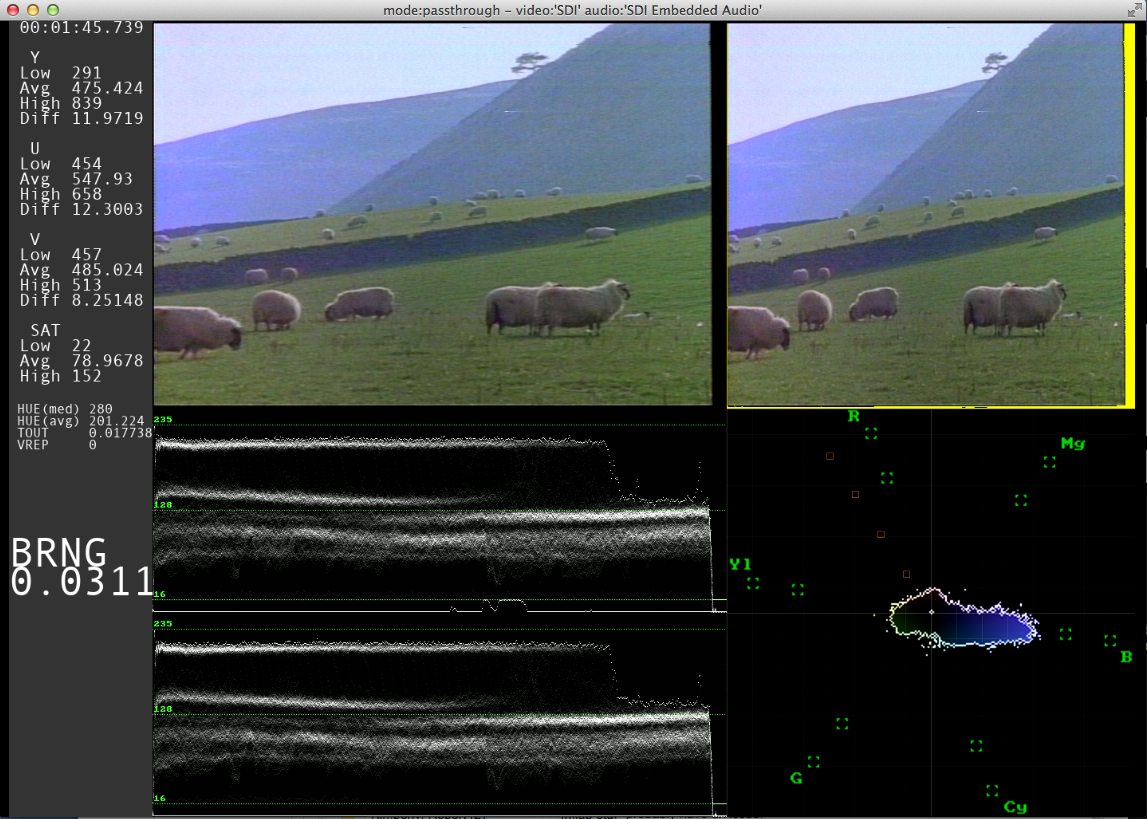 mode:passthrough – video:'SDI' audio:'SDI Embedded Audio'
00:01:45.739
Y
Low 291
Avg 475.424
High 839
Diff 11.9719
U
Low 454
Avg 547.93
High 658
Diff 12.3003
V
Low 457
Avg 485.024
High 513
Diff 8.25148
SAT
Low 22
Avg 78.9678
High 152
HUE(med) 280
HUE(avg) 201.224
TOUT 0.017738
VREP 0
BRNG
0.0311
235
128
16
235
128
16
R
Mg
Yl
B
G
Cy